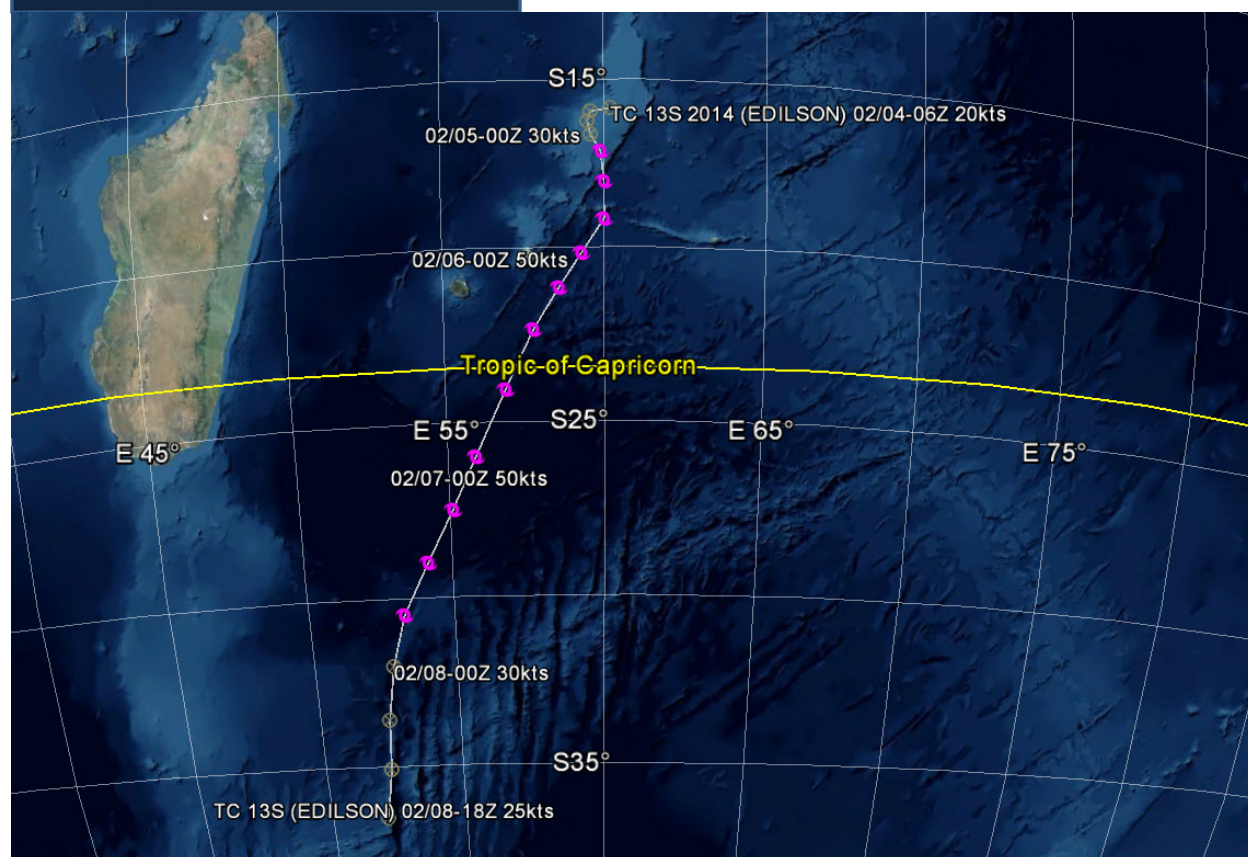 S15°
TC 13S 2014 (EDILSON) 02/04-06Z 20kts
02/05-00Z 30kts
02/06-00Z 50kts
Tropic of Capricorn
S25°
E 55°
E 65°
E 45°
E 75°
02/07-00Z 50kts
02/08-00Z 30kts
S35°
TC 13S (EDILSON) 02/08-18Z 25kts